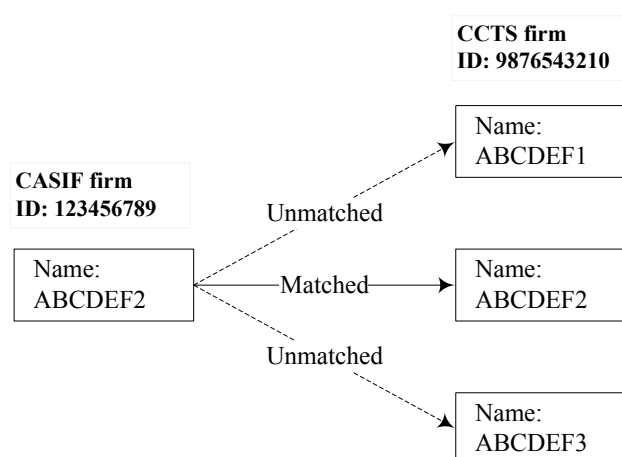 CCTS firm
ID: 9876543210
Name:
ABCDEF1
CASIF firm
ID: 123456789
Unmatched
Name:
ABCDEF2
Matched
Name:
ABCDEF2
Unmatched
Name:
ABCDEF3